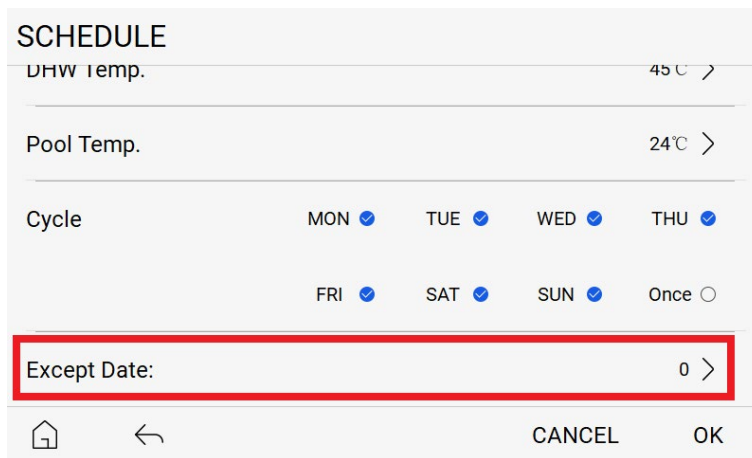 SCHEDULE
DHW Temp. 45℃
Pool Temp. 24℃
Cycle MON TUE WED THU
FRI SAT SUN Once
Except Date: 0
CANCEL OK